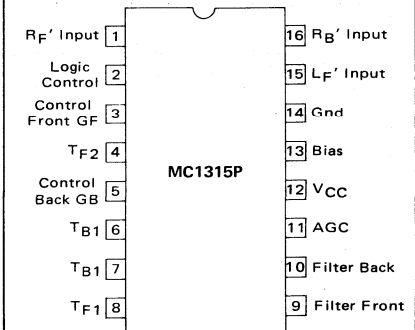 RF' Input 1
Logic
Control 2
Control
Front GF 3
TF2 4
Control
Back GB 5
TB1 6
TB1 7
TF1 8
MC1315P
16 RB' Input
15 LF' Input
14 Gnd
13 Bias
12 VCC
11 AGC
10 Filter Back
9 Filter Front